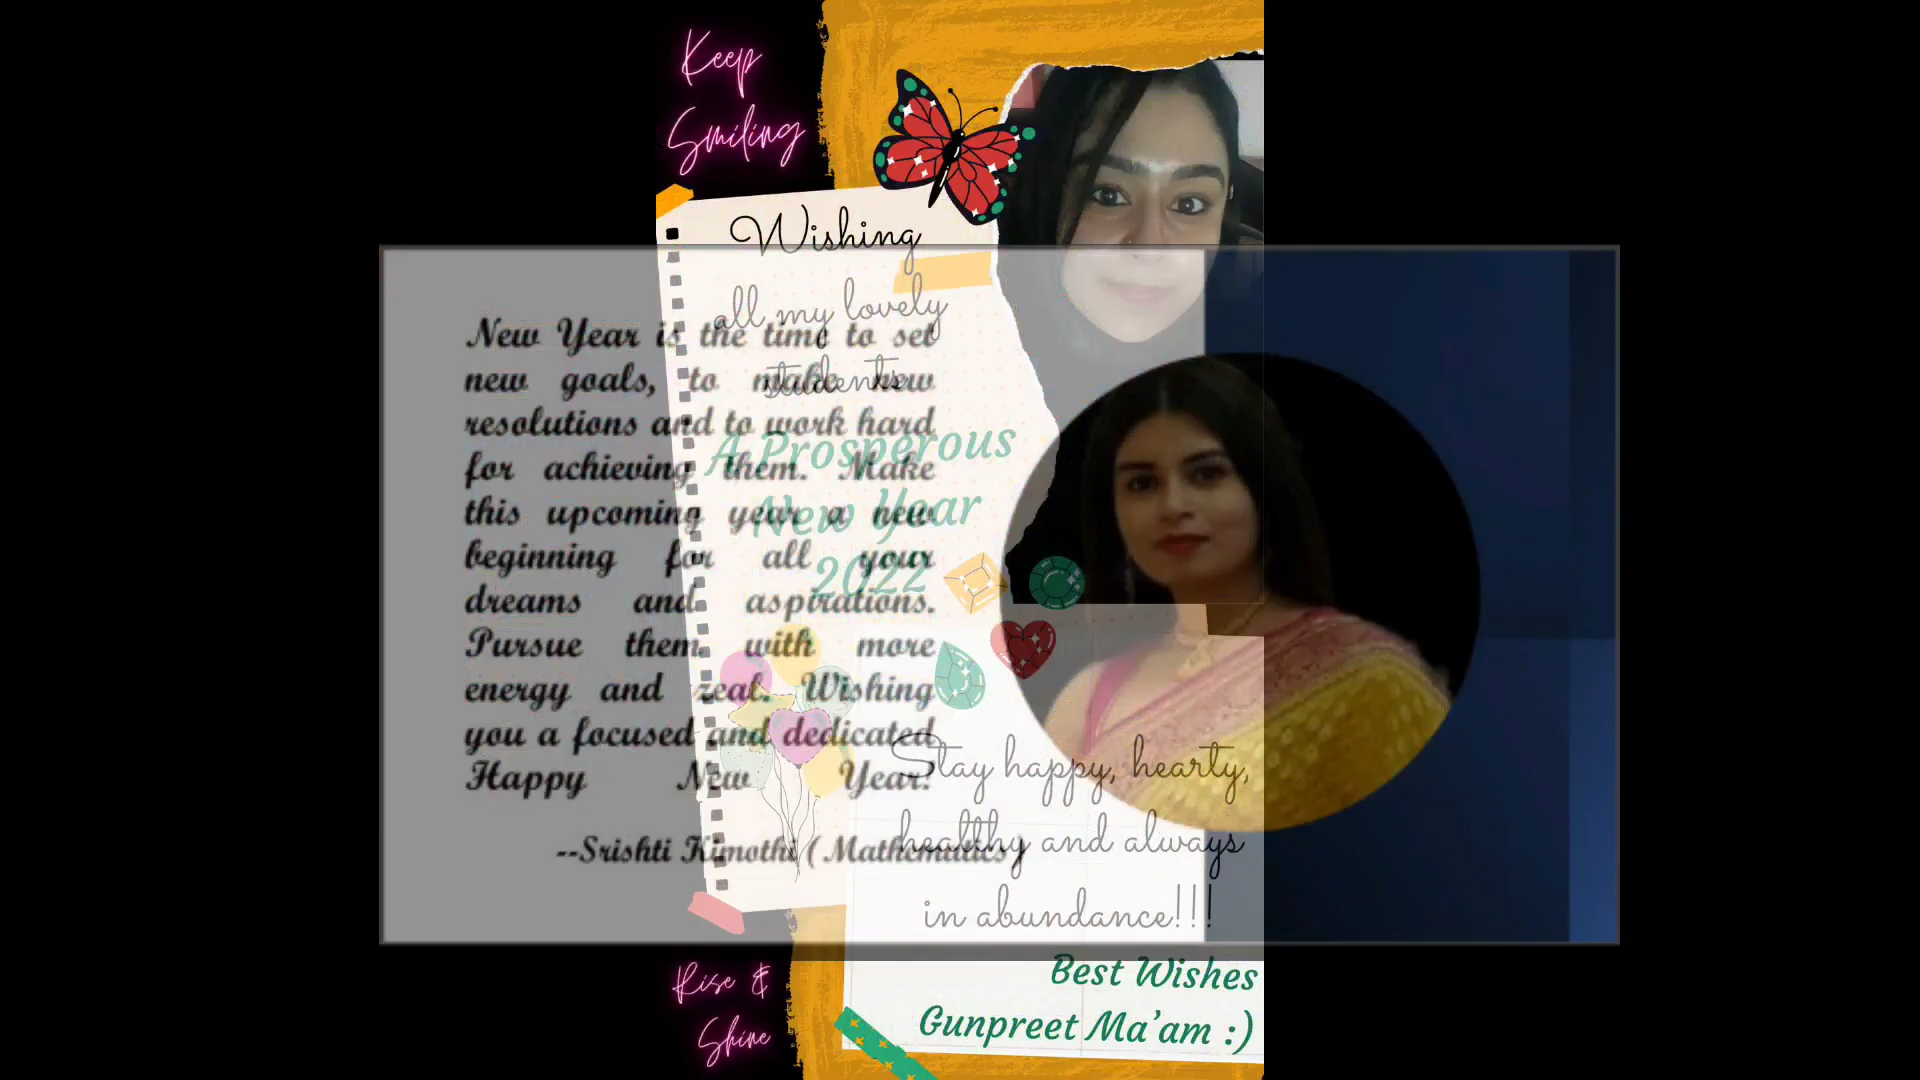 Keep
Smiling
Wishing
all my lovely
students
A Prosperous
New Year
2022
Stay happy, hearty,
healthy and always
in abundance!!!
Best Wishes
Gunpreet Ma'am :)
Rise &
Shine
New Year is the time to set
new goals, to make new
resolutions and to work hard
for achieving them. Make
this upcoming year a new
beginning for all your
dreams and aspirations.
Pursue them with more
energy and zeal. Wishing
you a focused and dedicated
Happy New Year!
--Srishti Kimothi ( Mathematics)